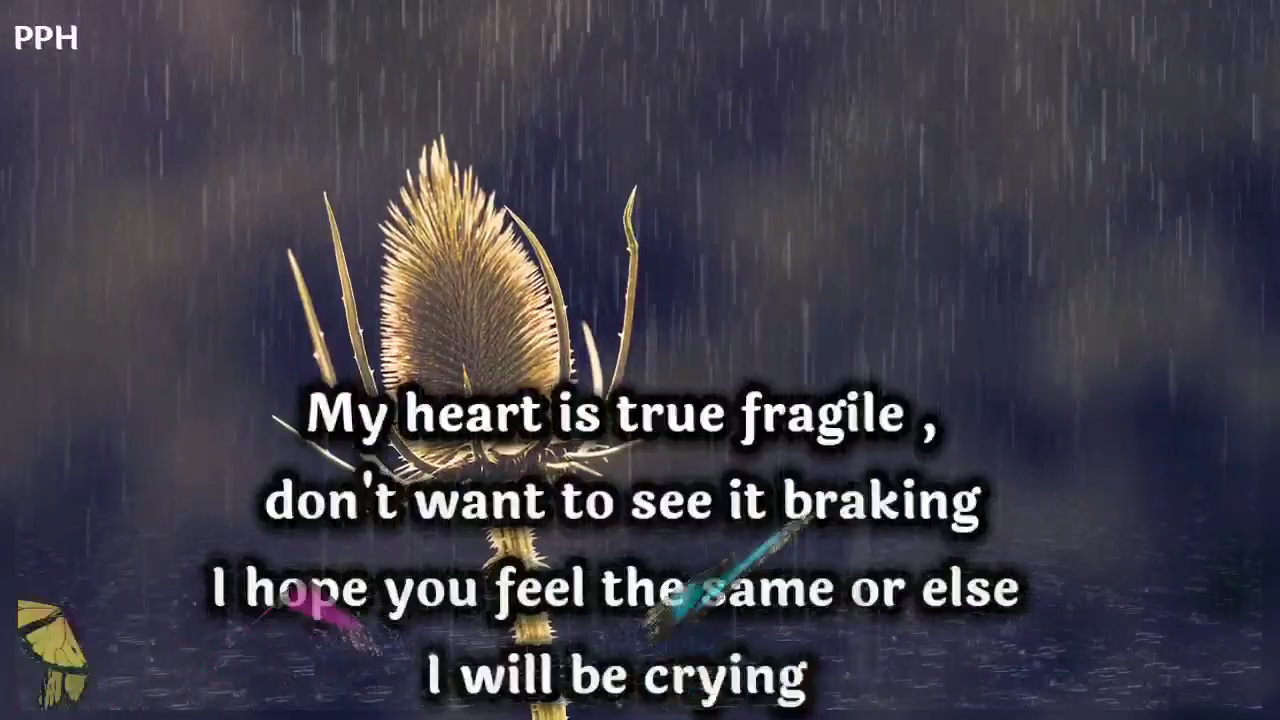 PPH
My heart is true fragile ,
don't want to see it braking
I hope you feel the same or else
I will be crying